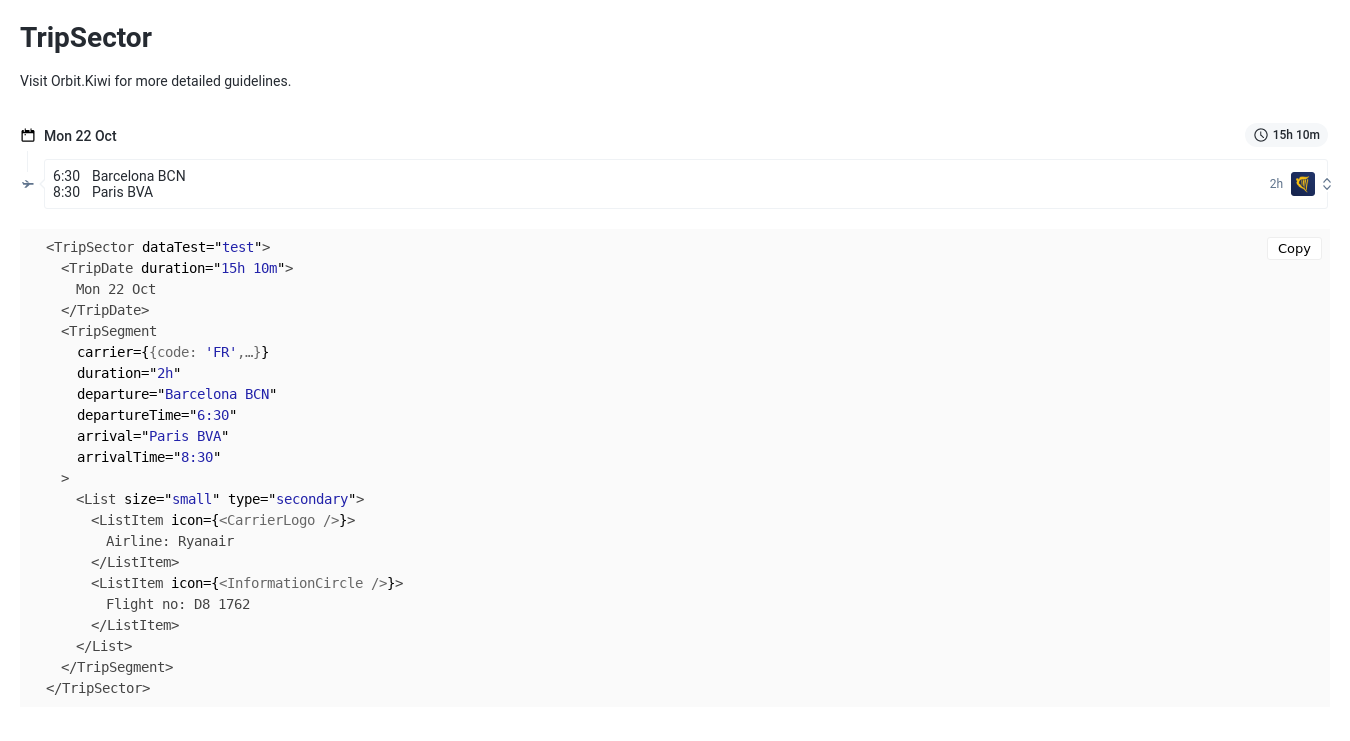 TripSector
Visit Orbit.Kiwi for more detailed guidelines.
Mon 22 Oct 15h 10m
6:30 Barcelona BCN
8:30 Paris BVA
2h
<TripSector dataTest="test">
Copy
<TripDate duration="15h 10m">
Mon 22 Oct
</TripDate>
<TripSegment
carrier={{code: 'FR',…}}
duration="2h"
departure="Barcelona BCN"
departureTime="6:30"
arrival="Paris BVA"
arrivalTime="8:30"
>
<List size="small" type="secondary">
<ListItem icon={<CarrierLogo />}>
Airline: Ryanair
</ListItem>
<ListItem icon={<InformationCircle />}>
Flight no: D8 1762
</ListItem>
</List>
</TripSegment>
</TripSector>